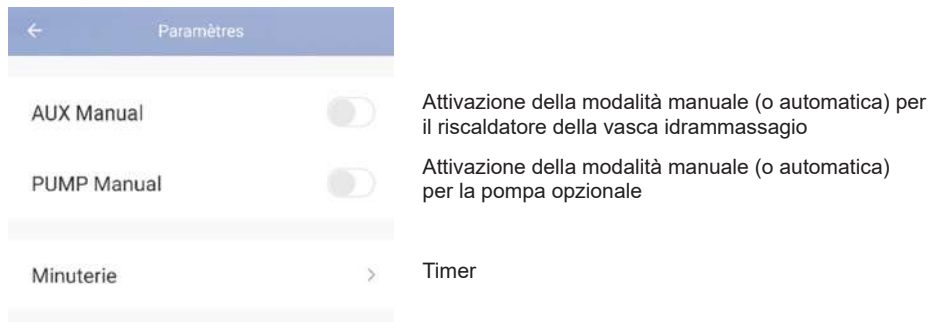 Paramètres
AUX Manual
Attivazione della modalità manuale (o automatica) per
il riscaldatore della vasca idrammassagio
PUMP Manual
Attivazione della modalità manuale (o automatica)
per la pompa opzionale
Minuterie
Timer